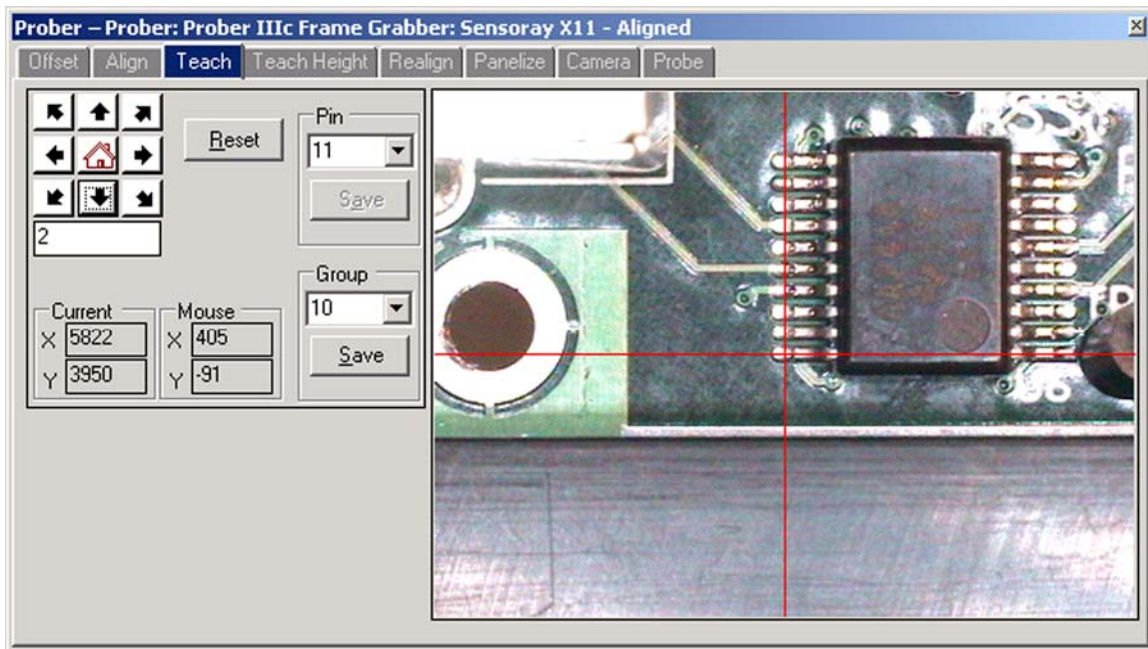 Prober – Prober: Prober IIIc Frame Grabber: Sensoray X11 - Aligned
Offset Align Teach Teach Height Realign Panelize Camera Probe
Reset
Pin
11
Save
2
Group
10
Save
Current
X 5822
Y 3950
Mouse
X 405
Y -91